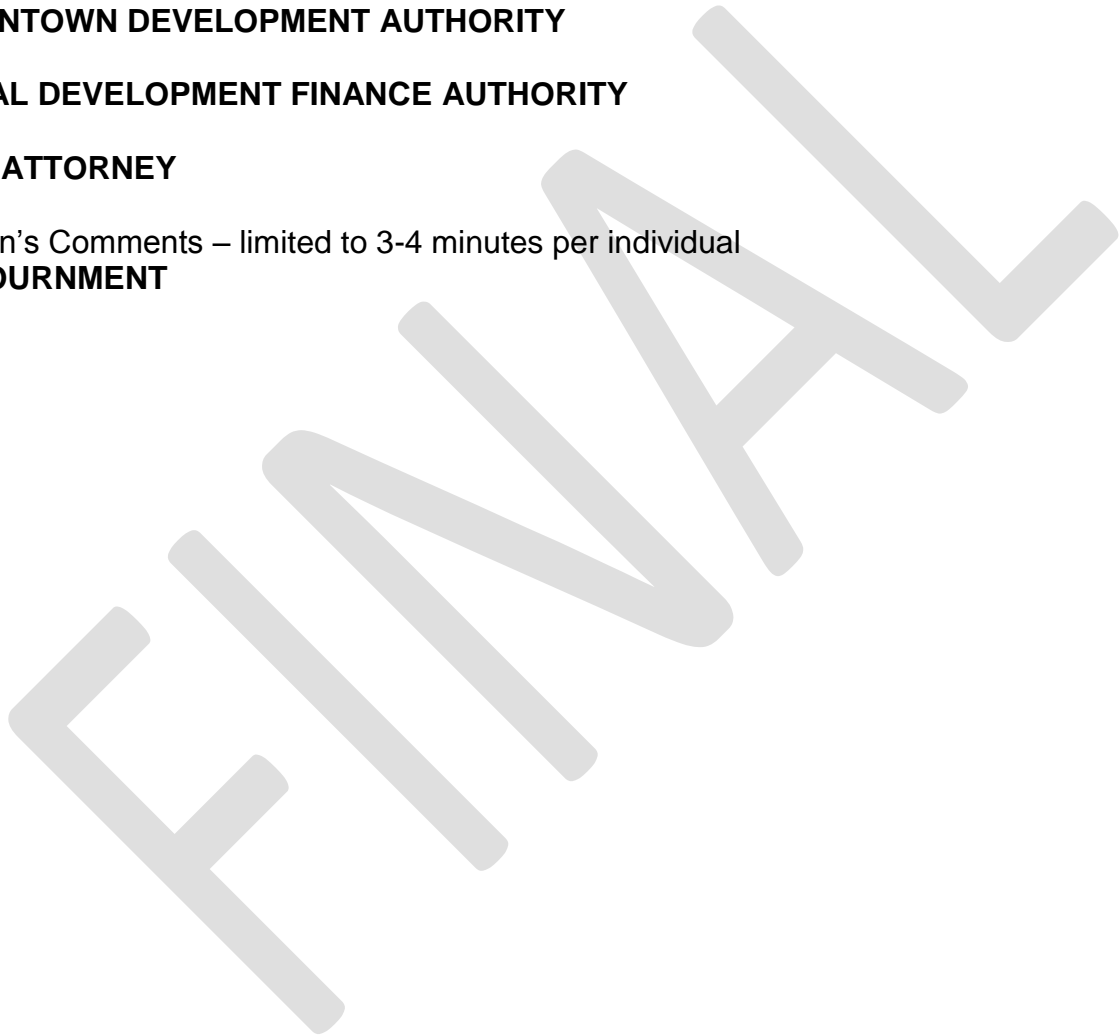 NTOWN DEVELOPMENT AUTHORITY
AL DEVELOPMENT FINANCE AUTHORITY
ATTORNEY
n’s Comments – limited to 3-4 minutes per individual
OURNMENT
FINAL